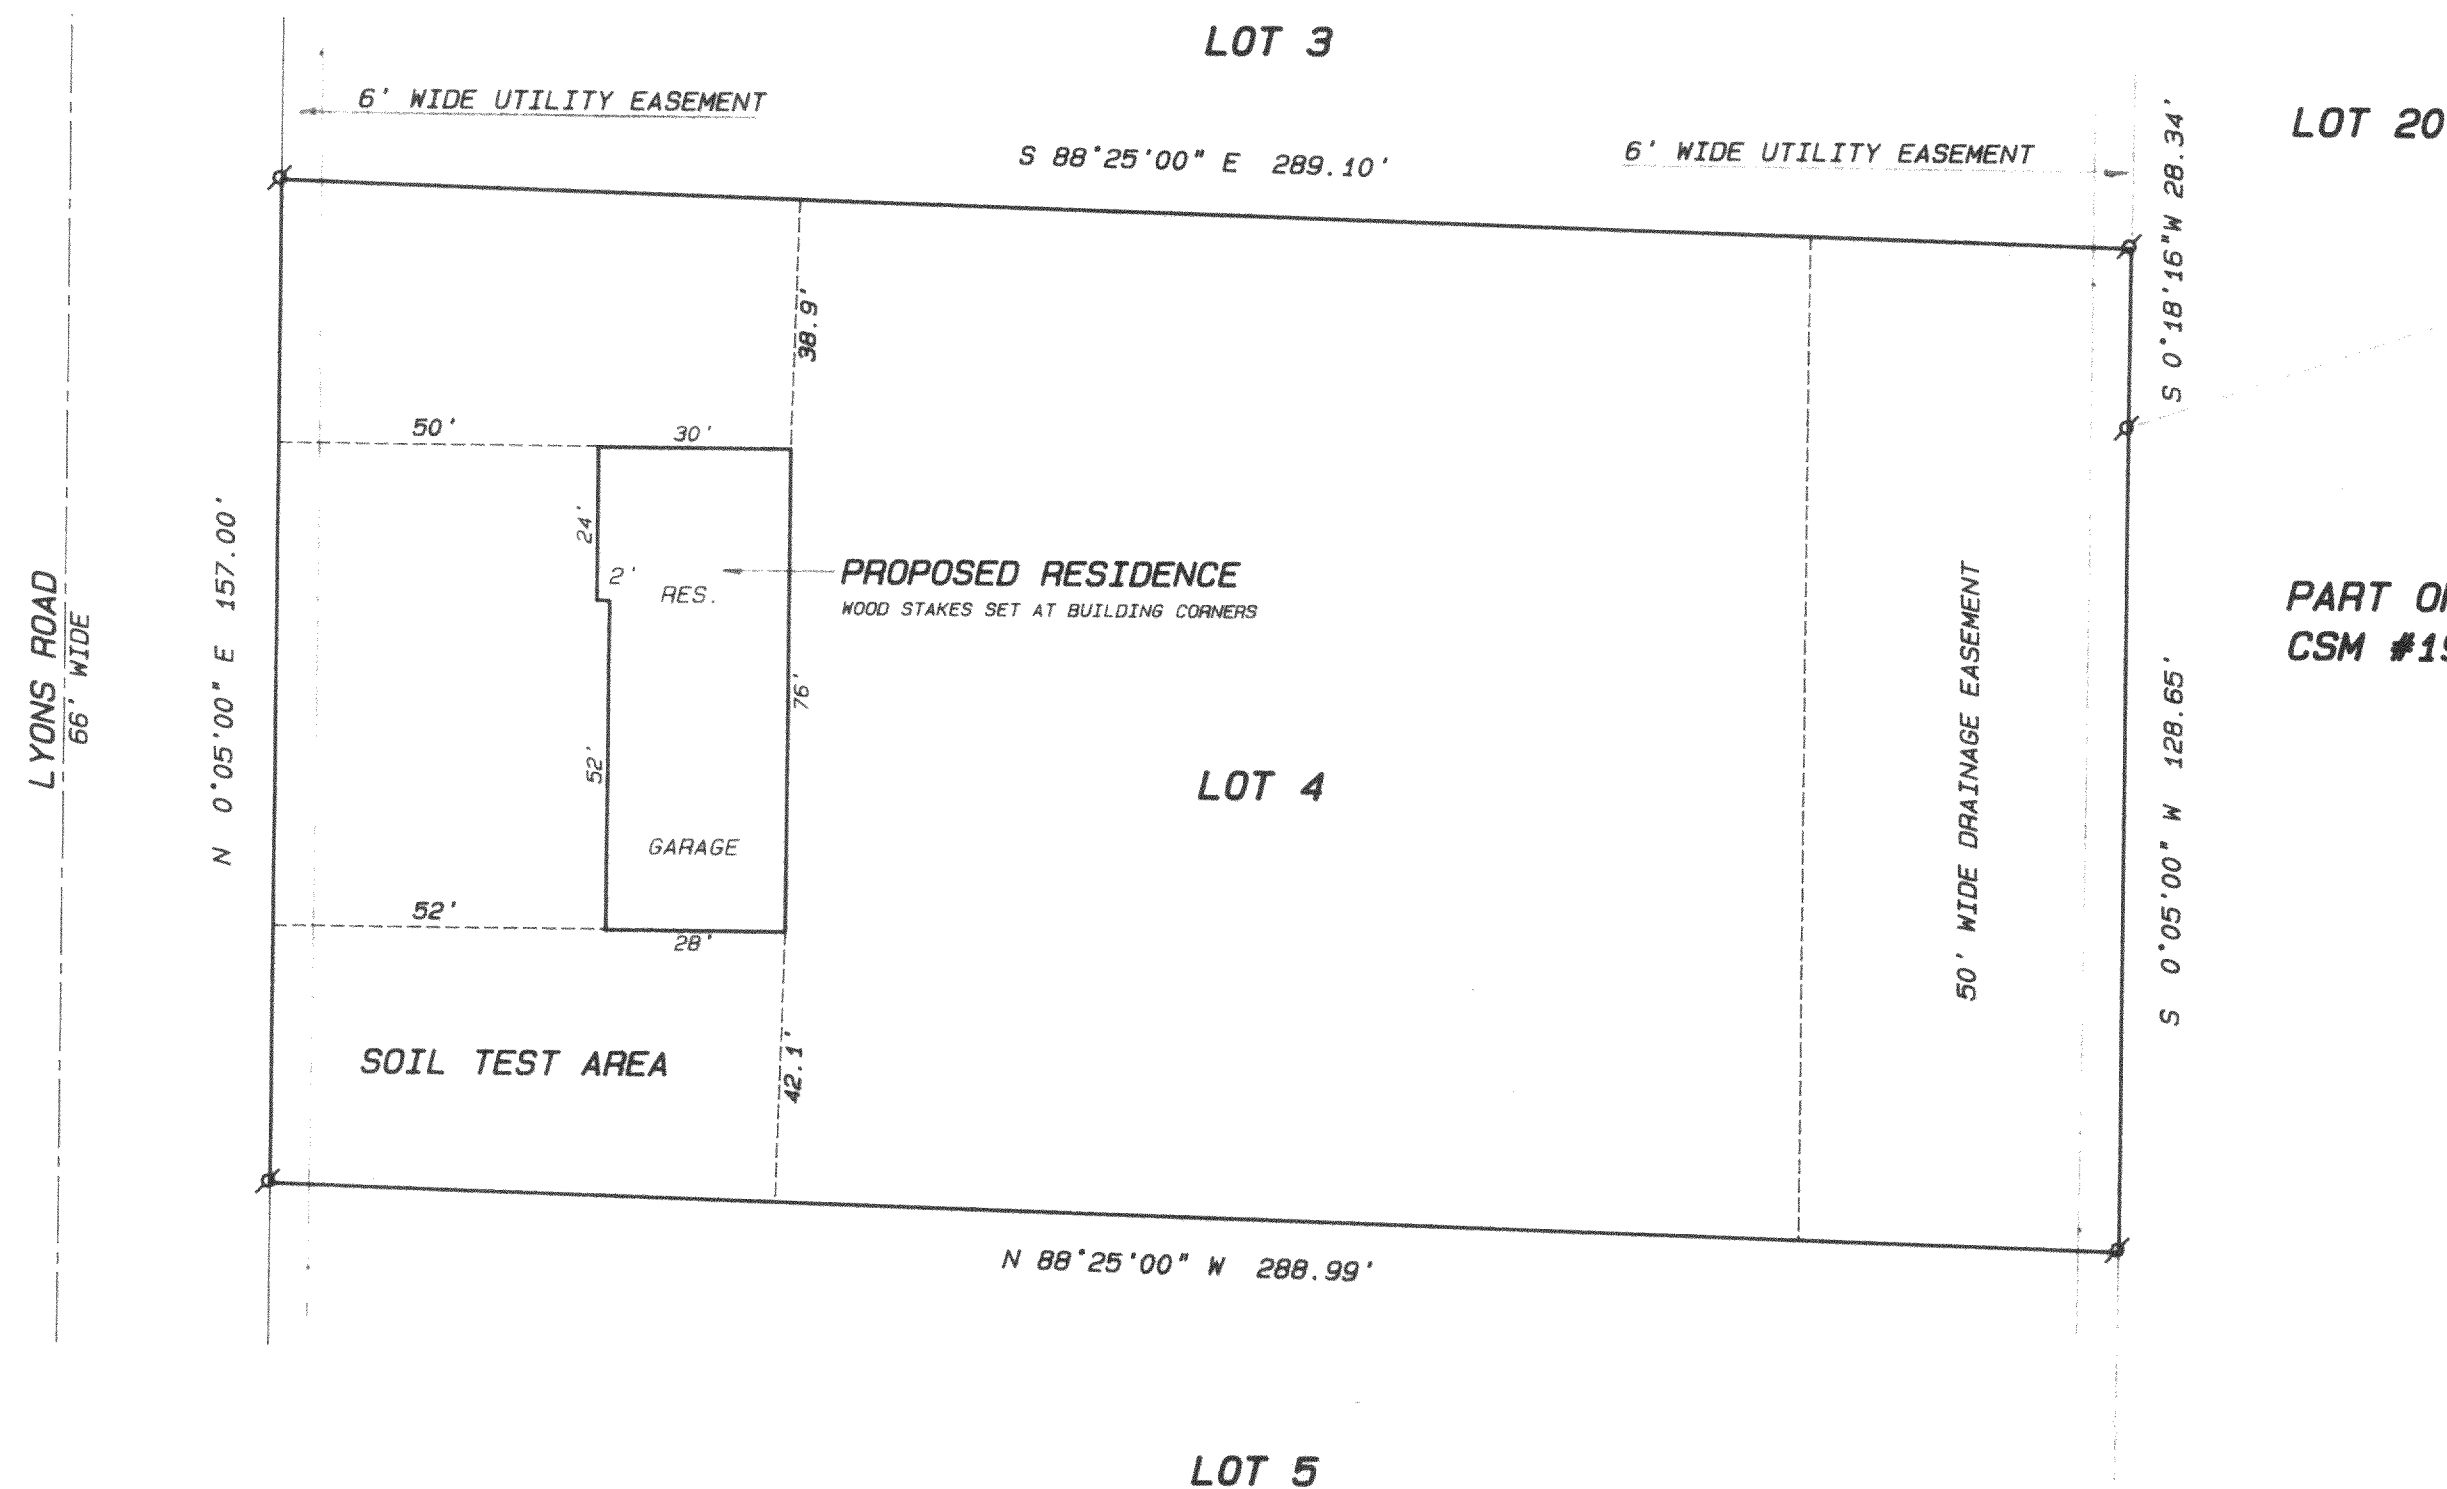 LOT 3
6' WIDE UTILITY EASEMENT
LOT 20
S 88°25'00" E 289.10'
6' WIDE UTILITY EASEMENT
S 0°18'16"W 28.34'
38.9'
50'
30'
24'
2'
RES.
PROPOSED RESIDENCE
WOOD STAKES SET AT BUILDING CORNERS
LYONS ROAD
66' WIDE
N 0°05'00" E 157.00'
76'
52'
LOT 4
50' WIDE DRAINAGE EASEMENT
S 0°05'00" W 128.65'
PART
CSM
GARAGE
52'
28'
SOIL TEST AREA
42.1'
N 88°25'00" W 288.99'
LOT 5